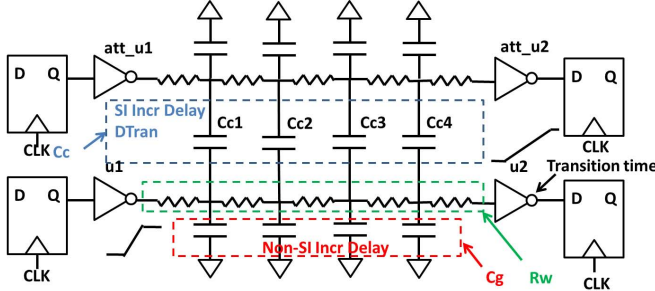 att_u1
att_u2
D Q
D Q
SI Incr Delay
DTran
Cc1
Cc2
Cc3
Cc4
CLK
Cc
CLK
u1
u2
Transition time
D Q
D Q
Non-SI Incr Delay
CLK
Cg
Rw
CLK